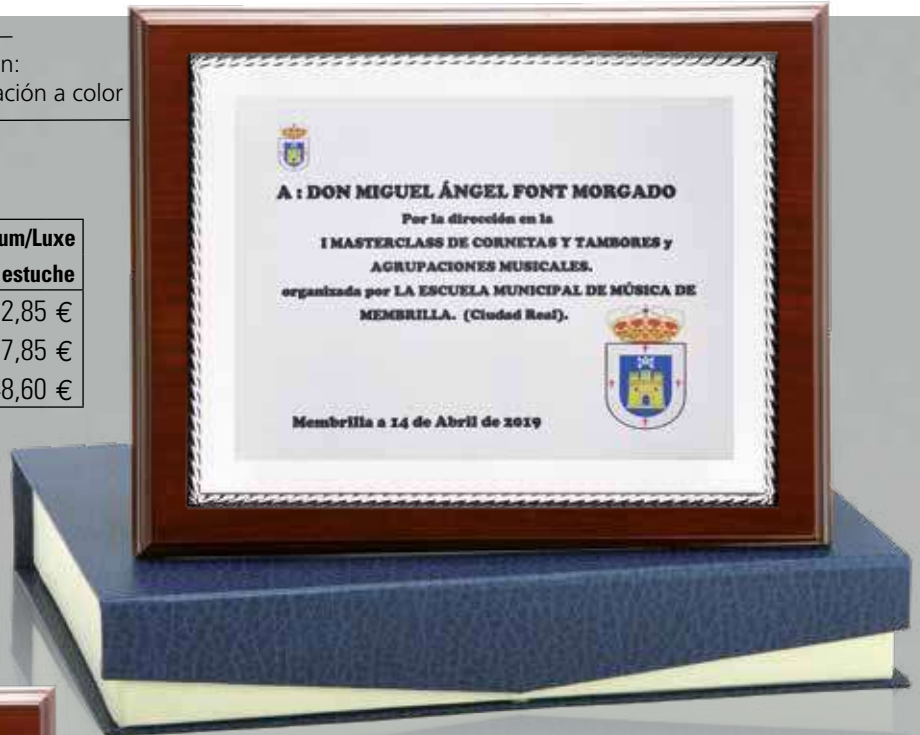 n:
ación a color
um/Luxe
estuche
2,85 €
7,85 €
8,60 €
A : DON MIGUEL ÁNGEL FONT MORGADO
Por la dirección en la
I MASTERCLASS DE CORNETAS Y TAMBORES y
AGRUPACIONES MUSICALES.
organizada por LA ESCUELA MUNICIPAL DE MÚSICA DE
MEMBRILLA. (Ciudad Real).
Membrilla a 14 de Abril de 2019